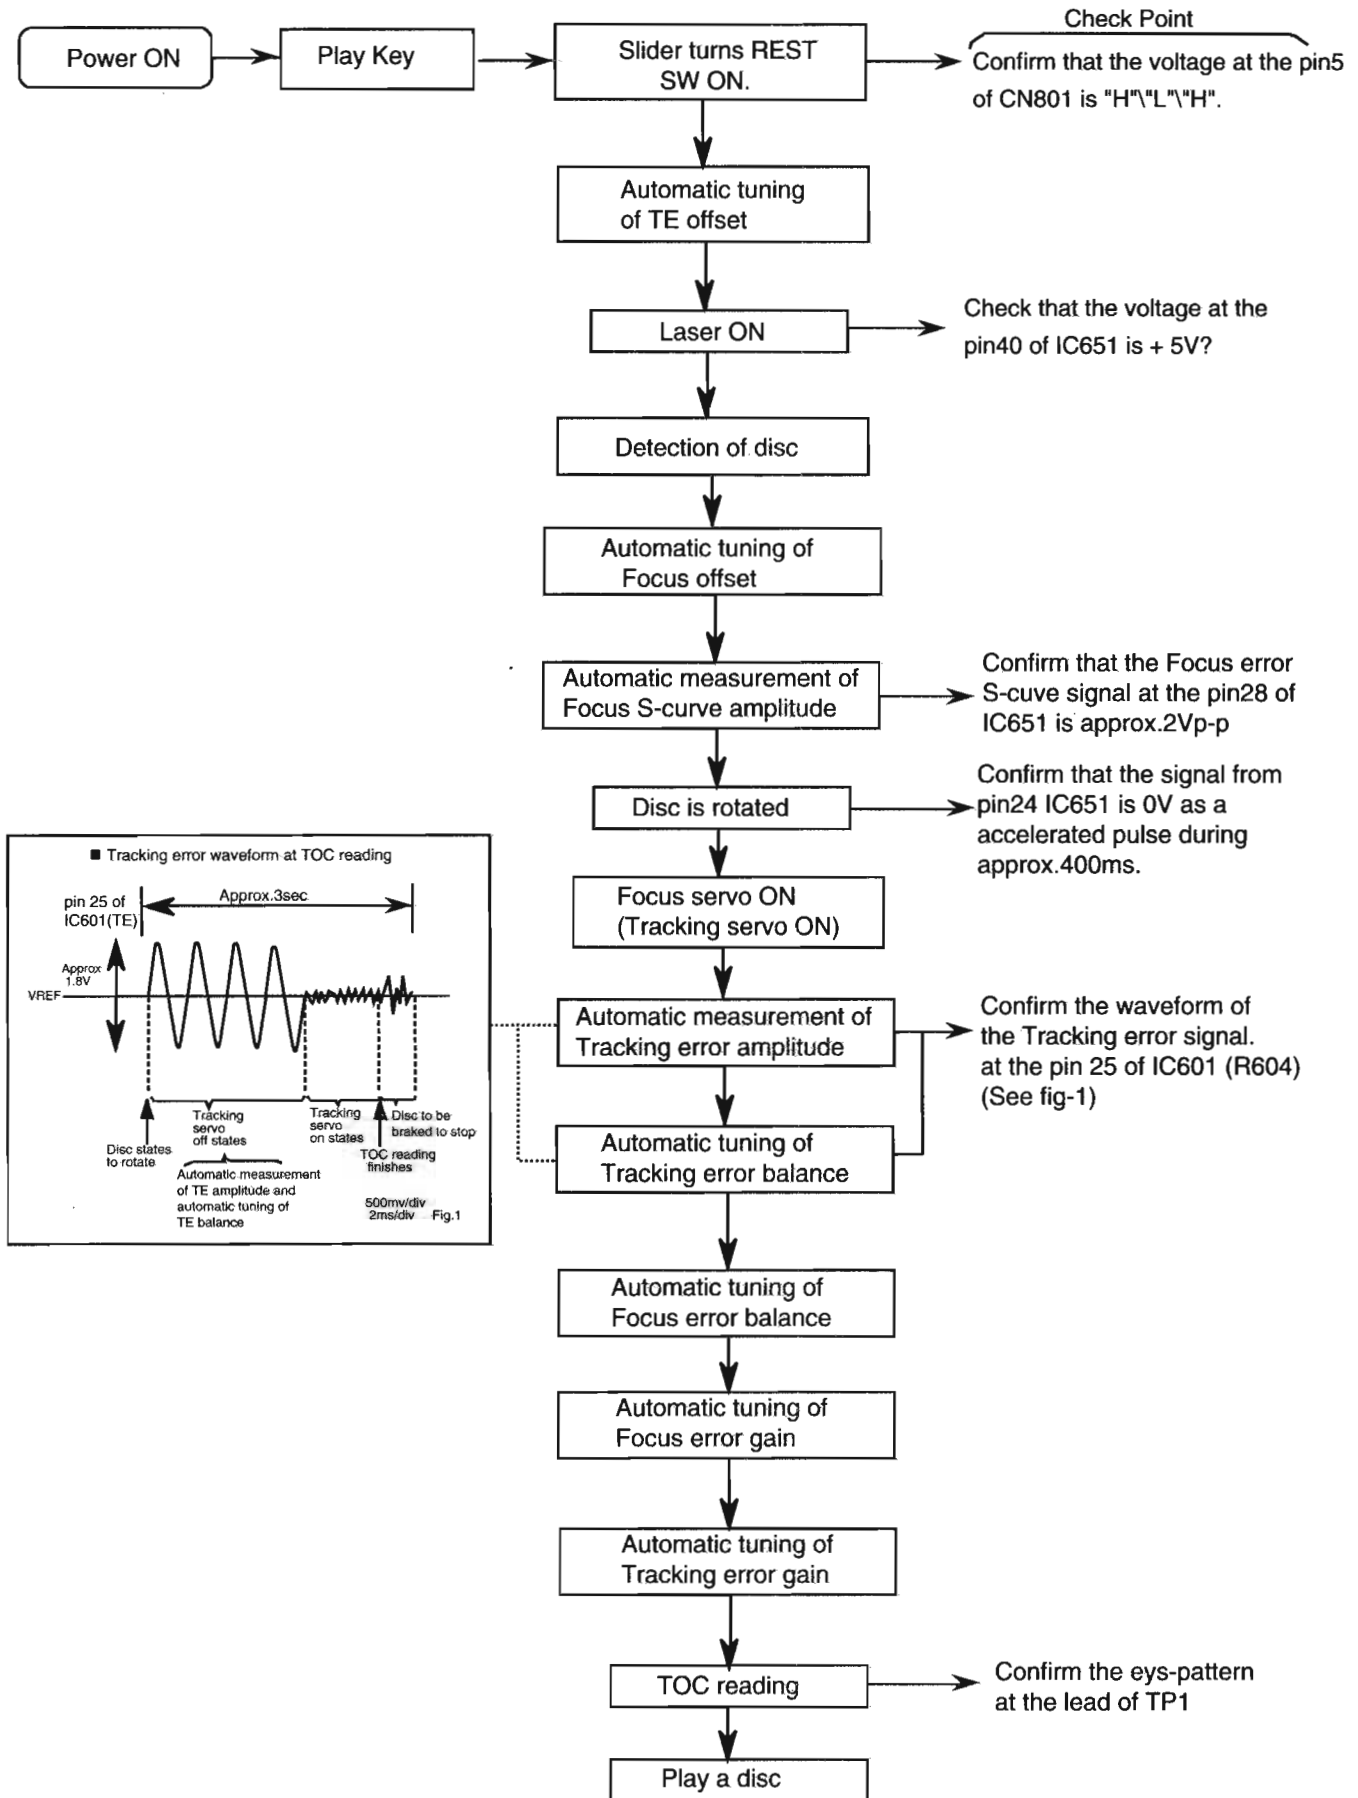 Check Point
Power ON
Play Key
Slider turns REST
SW ON.
Confirm that the voltage at the pin5
of CN801 is "H"\"L"\"H".
Automatic tuning
of TE offset
Laser ON
Check that the voltage at the
pin40 of IC651 is + 5V?
Detection of disc
Automatic tuning of
Focus offset
Automatic measurement of
Focus S-curve amplitude
Confirm that the Focus error
S-cuve signal at the pin28 of
IC651 is approx.2Vp-p
Disc is rotated
Confirm that the signal from
pin24 IC651 is 0V as a
accelerated pulse during
approx.400ms.
■ Tracking error waveform at TOC reading
pin 25 of
IC601(TE)
Approx.3sec
Approx
1.8V
VREF
Disc states
to rotate
Tracking
servo
off states
Tracking
servo
on states
Disc to be
braked to stop
TOC reading
finishes
Automatic measurement
of TE amplitude and
automatic tuning of
TE balance
500mv/div
2ms/div Fig.1
Focus servo ON
(Tracking servo ON)
Automatic measurement of
Tracking error amplitude
Confirm the waveform of
the Tracking error signal.
at the pin 25 of IC601 (R604)
(See fig-1)
Automatic tuning of
Tracking error balance
Automatic tuning of
Focus error balance
Automatic tuning of
Focus error gain
Automatic tuning of
Tracking error gain
TOC reading
Confirm the eys-pattern
at the lead of TP1
Play a disc